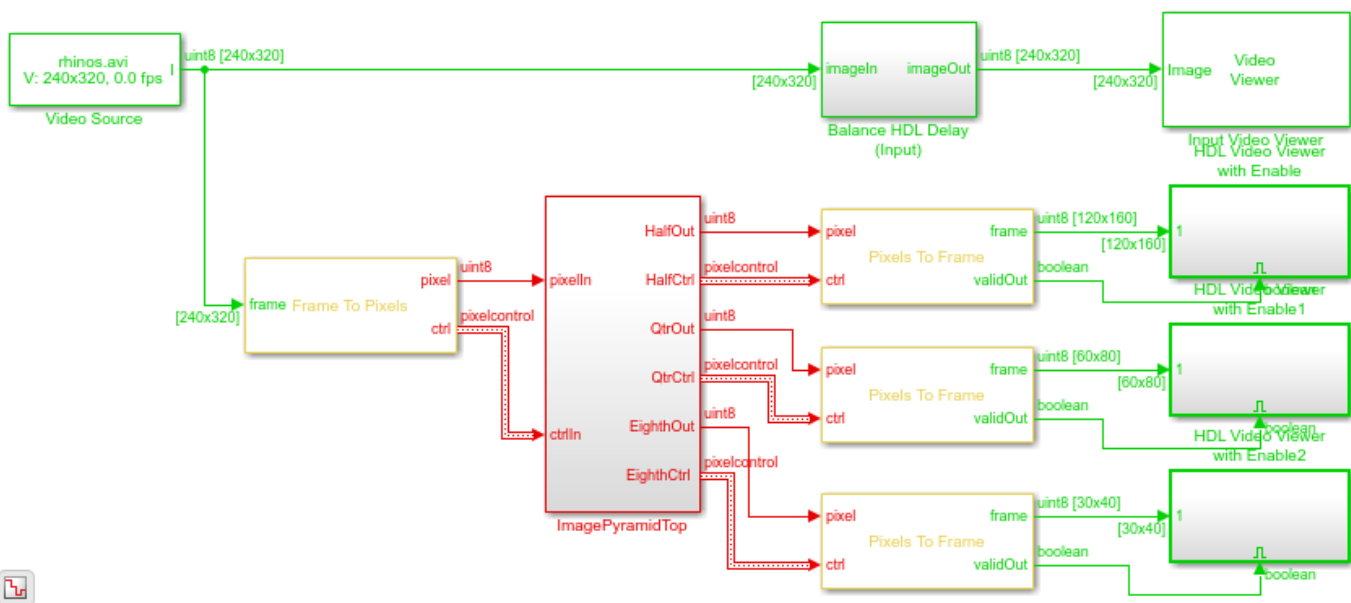 rhinos.avi
V: 240x320, 0.0 fps
I
Video Source
uint8 [240x320]
[240x320]
imageIn
imageOut
Balance HDL Delay
(Input)
uint8 [240x320]
[240x320]
Image
Video
Viewer
Input Video Viewer
HDL Video Viewer
with Enable
[240x320]
frame
Frame To Pixels
pixel
ctrl
uint8
pixelcontrol
pixelIn
ctrlIn
HalfOut
HalfCtrl
QtrOut
QtrCtrl
EighthOut
EighthCtrl
ImagePyramidTop
uint8
pixelcontrol
uint8
pixelcontrol
uint8
pixelcontrol
pixel
ctrl
Pixels To Frame
frame
validOut
uint8 [120x160]
[120x160]
boolean
1
boolean
HDL Video Viewer
with Enable1
pixel
ctrl
Pixels To Frame
frame
validOut
uint8 [60x80]
[60x80]
boolean
1
boolean
HDL Video Viewer
with Enable2
pixel
ctrl
Pixels To Frame
frame
validOut
uint8 [30x40]
[30x40]
boolean
1
boolean